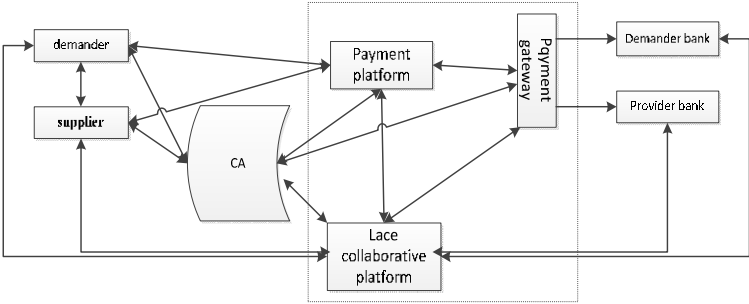 demander
supplier
CA
Payment
platform
Pqyment
gateway
Demander bank
Provider bank
Lace
collaborative
platform